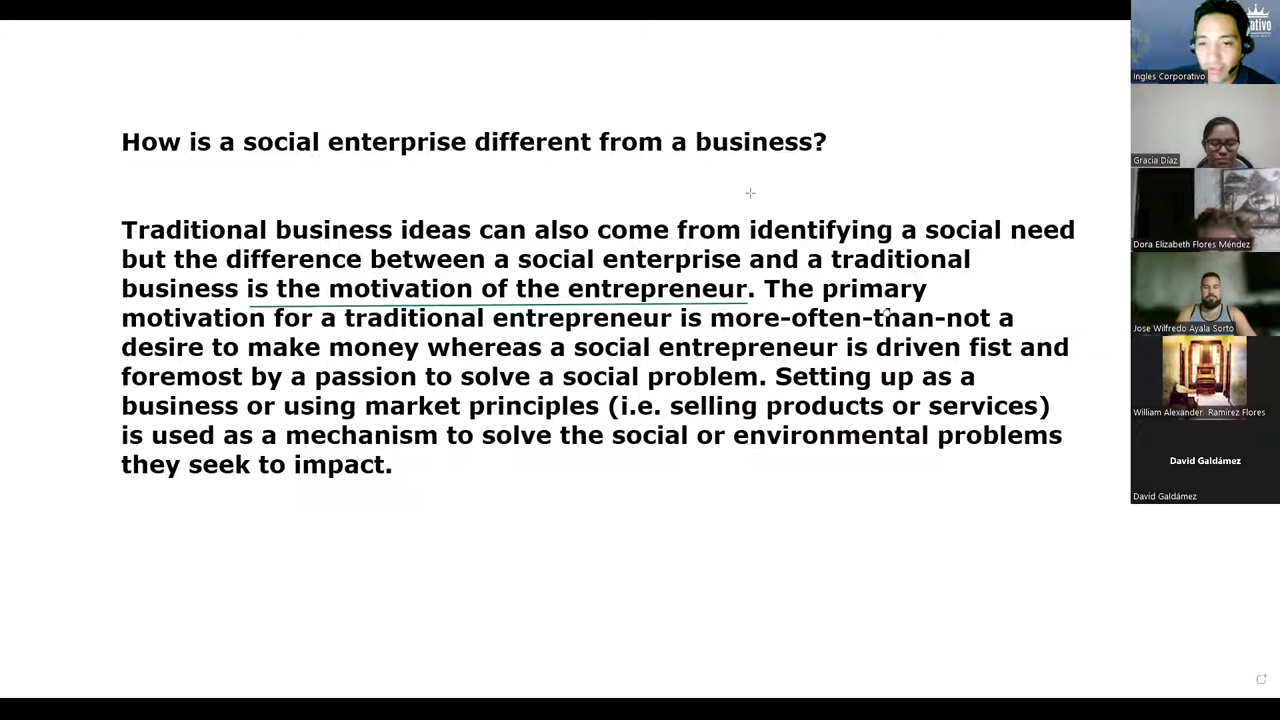 How is a social enterprise different from a business?
Traditional business ideas can also come from identifying a social need
but the difference between a social enterprise and a traditional
business is the motivation of the entrepreneur. The primary
motivation for a traditional entrepreneur is more-often-than-not a
desire to make money whereas a social entrepreneur is driven fist and
foremost by a passion to solve a social problem. Setting up as a
business or using market principles (i.e. selling products or services)
is used as a mechanism to solve the social or environmental problems
they seek to impact.
ativo
Ingles Corporativo
Gracia Díaz
Dora Elizabeth Flores Méndez
Jose Wilfredo Ayala Sorto
William Alexander Ramirez Flores
David Galdámez
David Galdámez